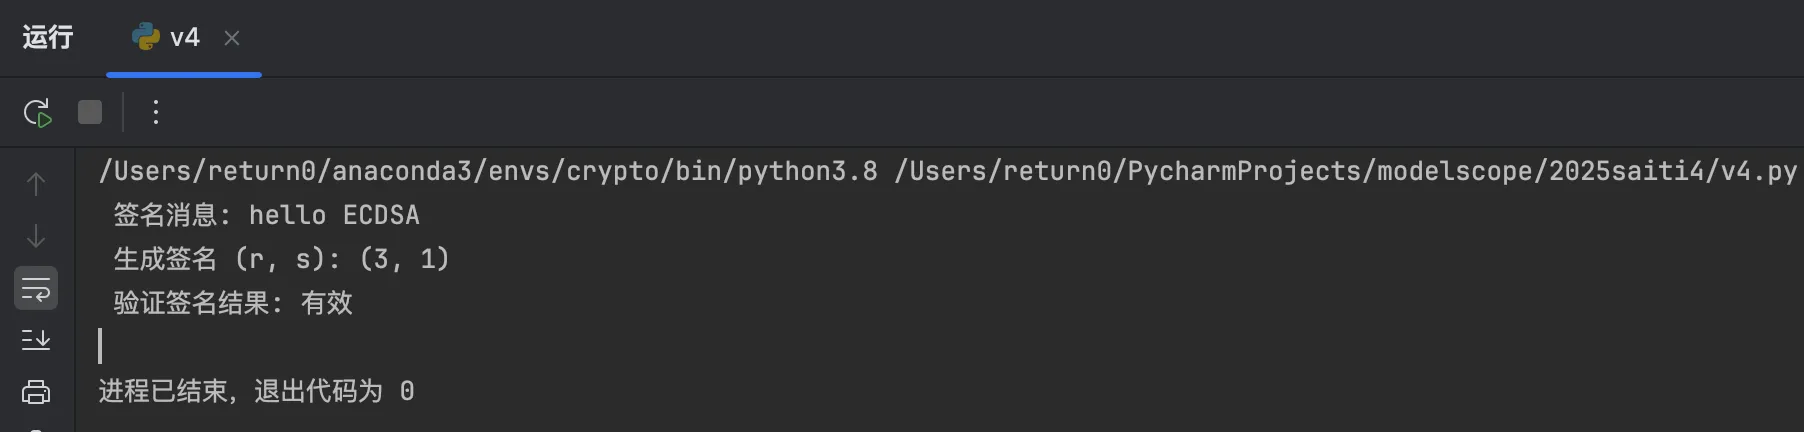 运行 v4
/Users/return0/anaconda3/envs/crypto/bin/python3.8 /Users/return0/PycharmProjects/modelscope/2025saiti4/v4.py
签名消息: hello ECDSA
生成签名 (r, s): (3, 1)
验证签名结果: 有效
进程已结束，退出代码为 0